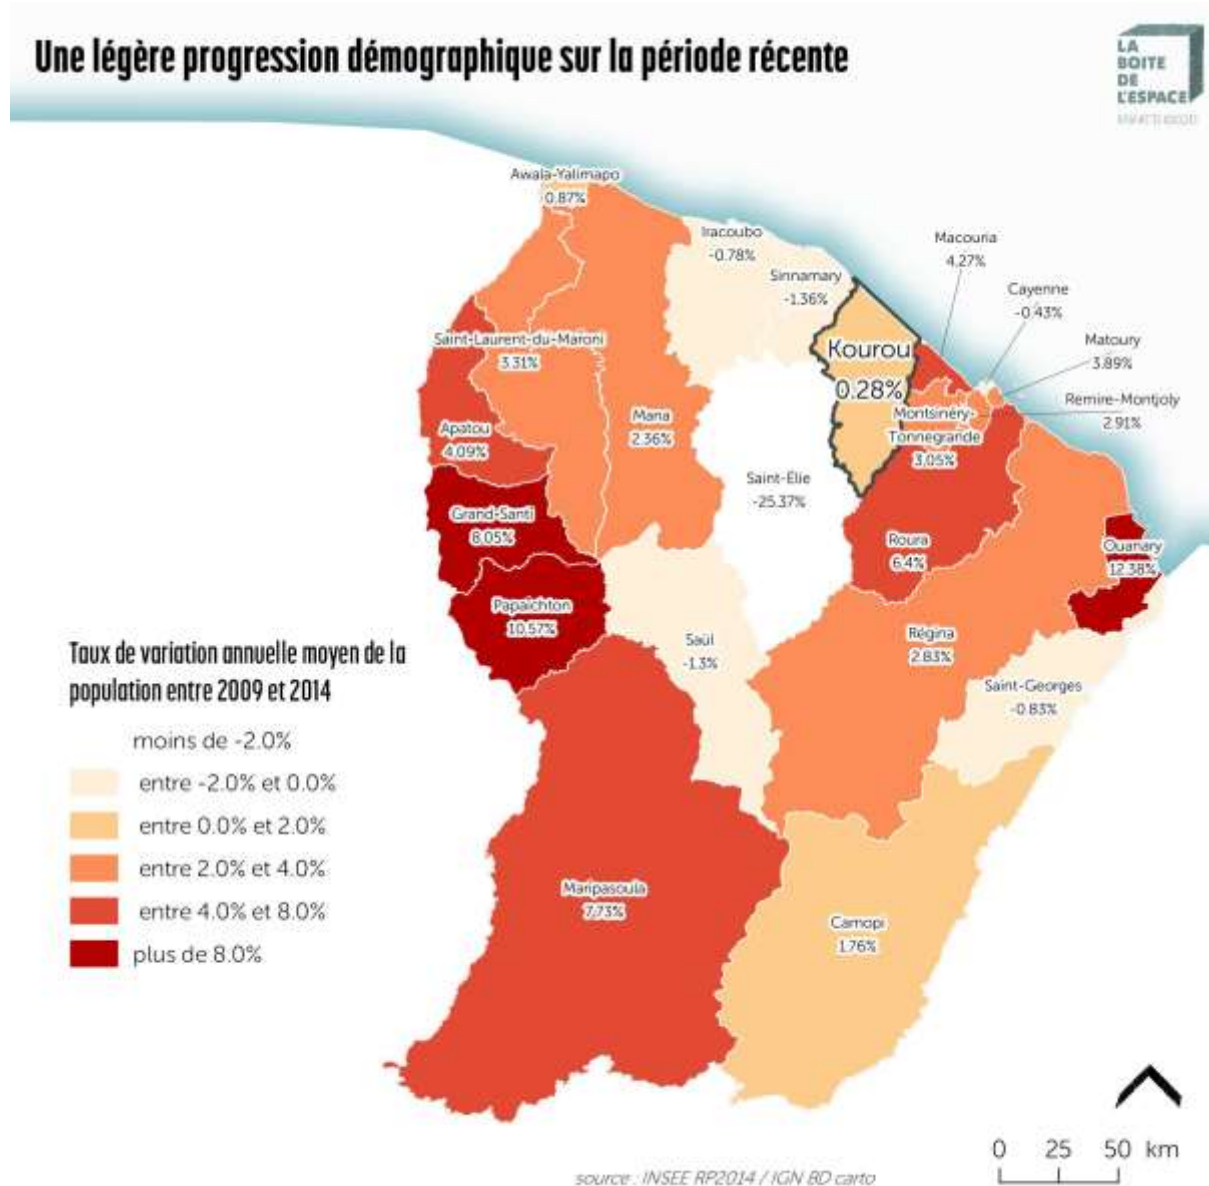 Une légère progression démographique sur la période récente
LA
BOITE
DE
L'ESPACE
Awala-Yalimapo
0.87%
Iracoubo
-0.78%
Sinnamary
-1.36%
Macouria
4.27%
Cayenne
-0.43%
Matoury
3.89%
Remire-Montjoly
2.91%
Kourou
0.28%
Saint-Laurent-du-Maroni
3.31%
Mana
2.36%
Montsinéry-
Tonnegrande
3.05%
Apatou
4.09%
Saint-Élie
-25.37%
Grand-Santi
8.05%
Roura
6.4%
Ouanary
12.38%
Papaichton
10.57%
Saül
-1.3%
Régina
2.83%
Saint-Georges
-0.83%
Maripasoula
7.73%
Camopi
1.76%
Taux de variation annuelle moyen de la
population entre 2009 et 2014
moins de -2.0%
entre -2.0% et 0.0%
entre 0.0% et 2.0%
entre 2.0% et 4.0%
entre 4.0% et 8.0%
plus de 8.0%
0 25 50 km
source : INSEE RP2014 / IGN BD carto